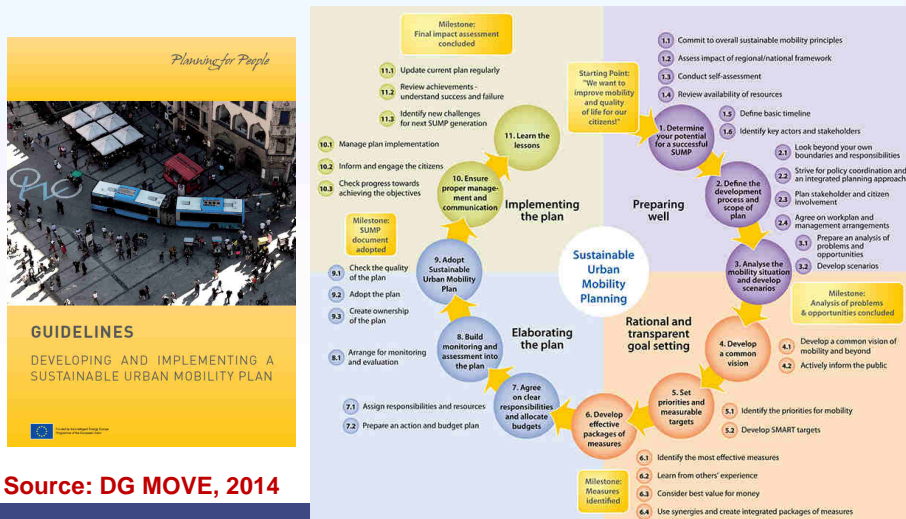 Planning for People
GUIDELINES
DEVELOPING AND IMPLEMENTING A
SUSTAINABLE URBAN MOBILITY PLAN
Source: DG MOVE, 2014
Starting Point:
"We want to
improve mobility
and quality
of life for our
citizens!"
1.1 Commit to overall sustainable mobility principles
1.2 Assess impact of regional/national framework
1.3 Conduct self-assessment
1.4 Review availability of resources
1.5 Define basic timeline
1.6 Identify key actors and stakeholders
1. Determine
your potential
for a successful
SUMP
2.1 Look beyond your own
boundaries and responsibilities
2.2 Strive for policy coordination and
an integrated planning approach
2.3 Plan stakeholder and citizen
involvement
2.4 Agree on workplan and
management arrangements
2. Define the
development
process and
scope of
plan
Preparing
well
3.1 Prepare an analysis of
problems and
opportunities
3.2 Develop scenarios
3. Analyse the
mobility situation
and develop
scenarios
Milestone:
Analysis of problems
& opportunities concluded
Sustainable
Urban
Mobility
Planning
Rational and
transparent
goal setting
4. Develop
a common
vision
4.1 Develop a common vision of
mobility and beyond
4.2 Actively inform the public
5. Set
priorities and
measurable
targets
5.1 Identify the priorities for mobility
5.2 Develop SMART targets
6. Develop
effective
packages of
measures
6.1 Identify the most effective measures
6.2 Learn from others' experience
6.3 Consider best value for money
6.4 Use synergies and create integrated packages of measures
Milestone:
Measures
identified
7. Agree
on clear
responsibilities
and allocate
budgets
7.1 Assign responsibilities and resources
7.2 Prepare an action and budget plan
Elaborating
the plan
8. Build
monitoring and
assessment into
the plan
8.1 Arrange for monitoring
and evaluation
9. Adopt
Sustainable
Urban Mobility
Plan
9.1 Check the quality
of the plan
9.2 Adopt the plan
9.3 Create ownership
of the plan
Milestone:
SUMP
document
adopted
10. Ensure
proper manage-
ment and
communication
10.1 Manage plan implementation
10.2 Inform and engage the citizens
10.3 Check progress towards
achieving the objectives
Implementing
the plan
11. Learn the
lessons
11.1 Update current plan regularly
11.2 Review achievements -
understand success and failure
11.3 Identify new challenges
for next SUMP generation
Milestone:
Final impact assessment
concluded